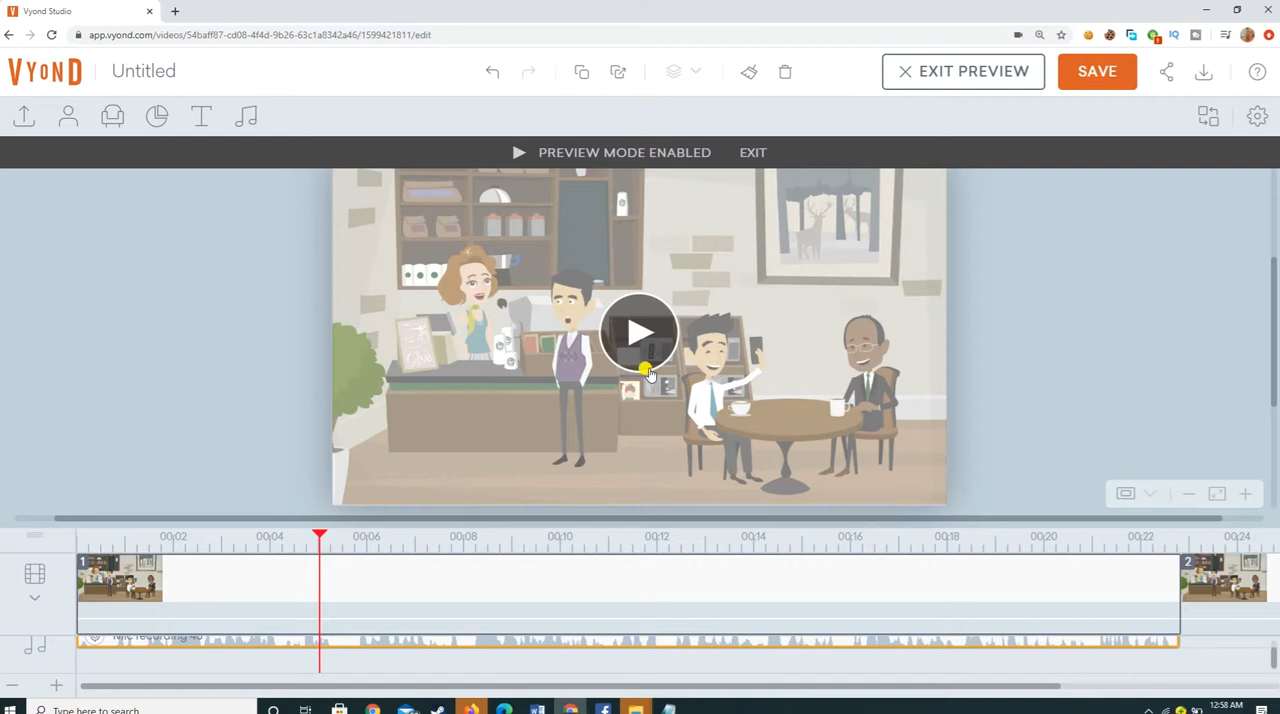 Vyond Studio
app.vyond.com/videos/54baff87-cd08-4f4d-9b26-63c1a8342a46/1599421811/edit
VYOND
Untitled
EXIT PREVIEW
SAVE
PREVIEW MODE ENABLED
EXIT
00:02
00:04
00:06
00:08
00:10
00:12
00:14
00:16
00:18
00:20
00:22
00:24
1
2
Mic recording
Type here to search
12:58 AM